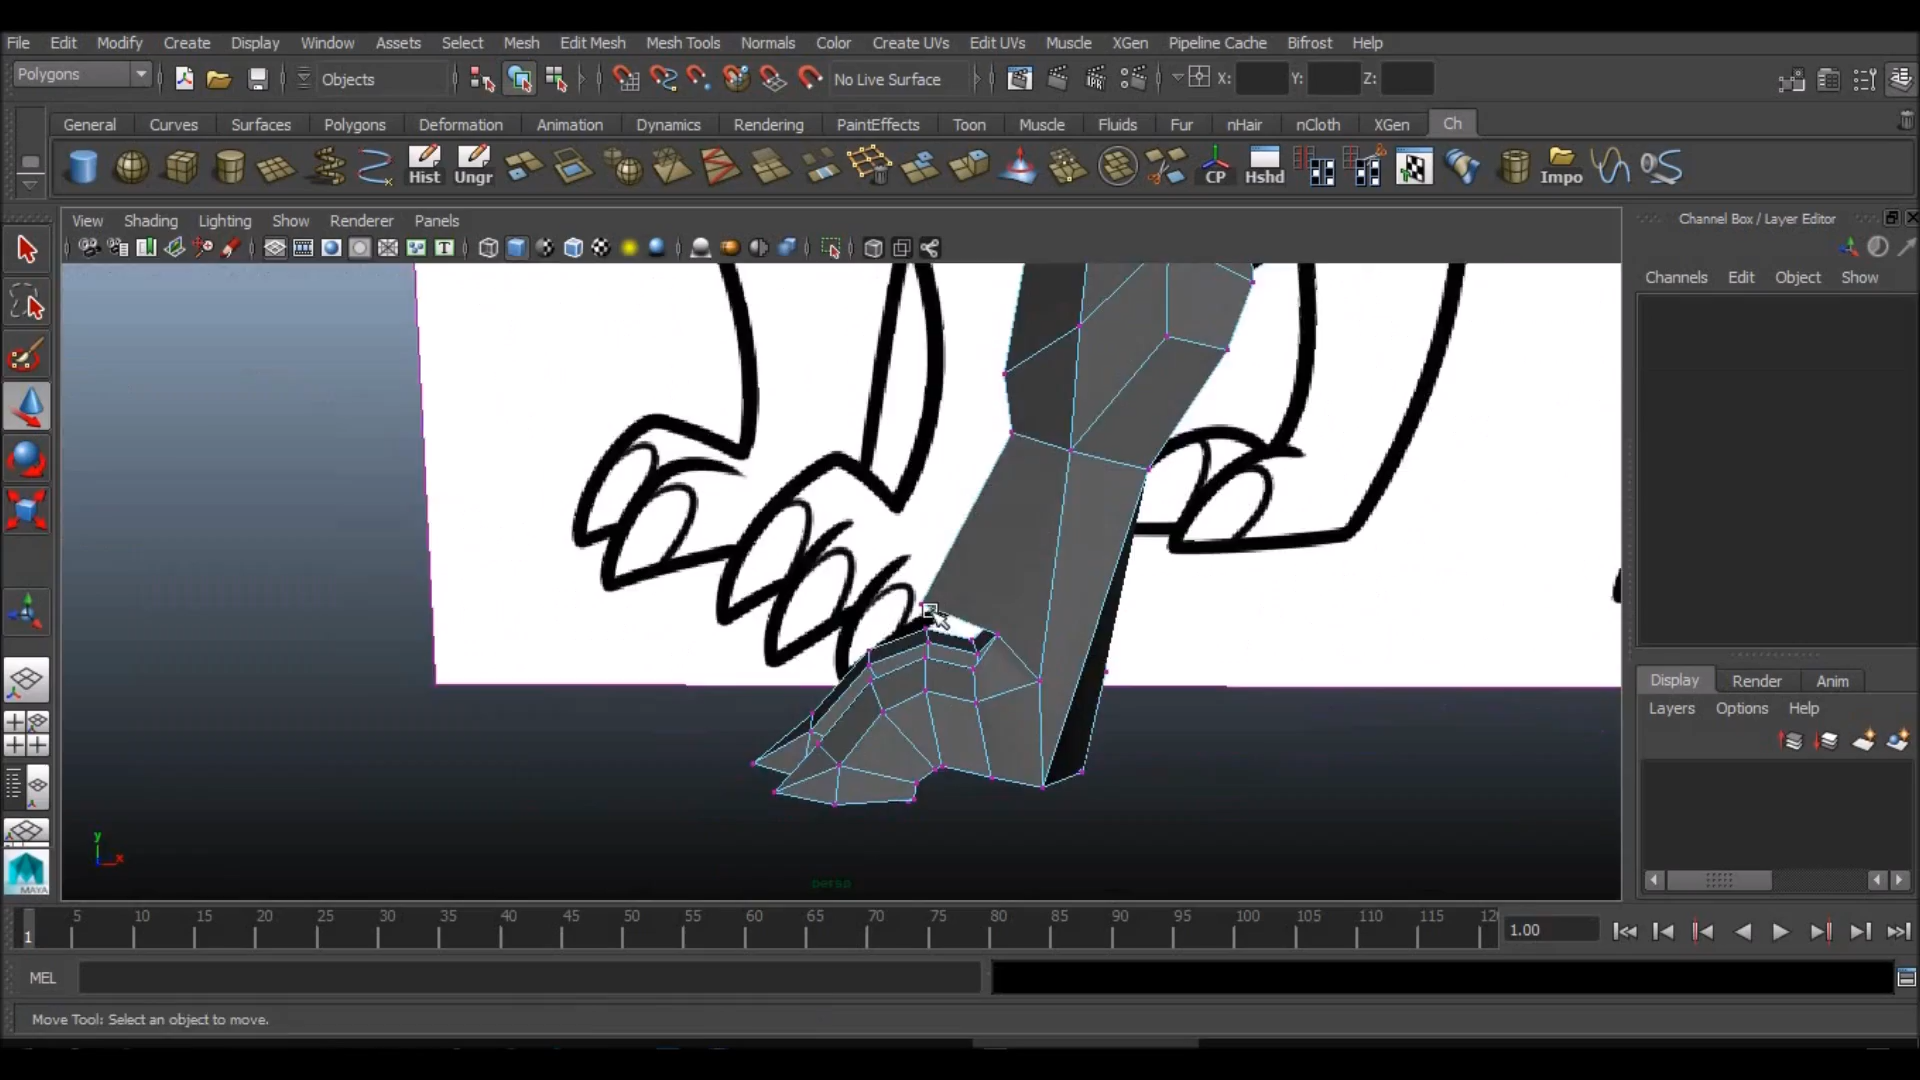 File Edit Modify Create Display Window Assets Select Mesh Edit Mesh Mesh Tools Normals Color Create UVs Edit UVs Muscle XGen Pipeline Cache Bifrost Help
Polygons Objects No Live Surface X: Y: Z:
General Curves Surfaces Polygons Deformation Animation Dynamics Rendering PaintEffects Toon Muscle Fluids Fur nHair nCloth XGen Ch
Hist Ungr CP Hshd Impo
View Shading Lighting Show Renderer Panels
Channel Box / Layer Editor
T
Channels Edit Object Show
Display Render Anim
Layers Options Help
y
x
MAYA
persp
5 10 15 20 25 30 35 40 45 50 55 60 65 70 75 80 85 90 95 100 105 110 115 12
1
1.00
MEL
Move Tool: Select an object to move.